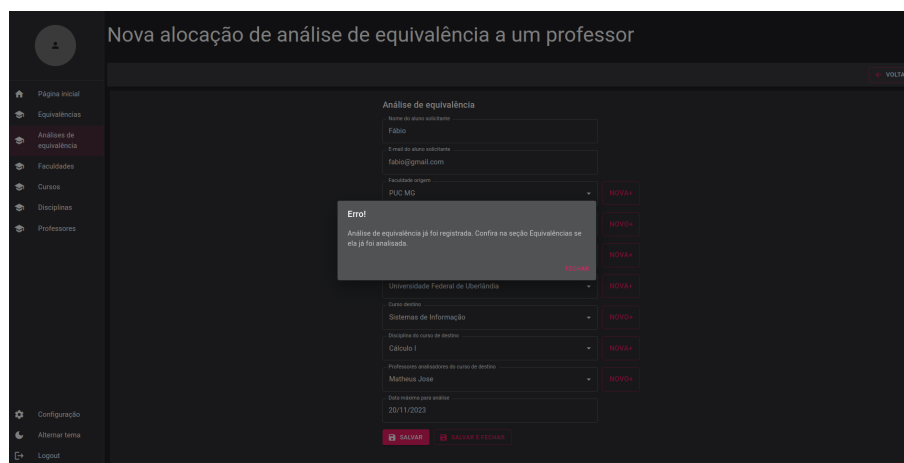 Nova alocação de análise de equivalência a um professor
VOLTA
Página inicial
Equivalências
Análises de
equivalência
Faculdades
Cursos
Disciplinas
Professores
Configuração
Alternar tema
Logout
Análise de equivalência
Nome do aluno solicitante
Fábio
E-mail do aluno solicitante
fabio@gmail.com
Faculdade origem
PUC MG
NOVA+
NOVO+
Erro!
Análise de equivalência já foi registrada. Confira na seção Equivalências se
ela já foi analisada.
FECHAR
NOVA+
Universidade Federal de Uberlândia
NOVA+
Curso destino
Sistemas de Informação
NOVO+
Disciplina do curso de destino
Cálculo I
NOVA+
Professores analisadores do curso de destino
Matheus Jose
NOVO+
Data máxima para análise
20/11/2023
SALVAR
SALVAR E FECHAR